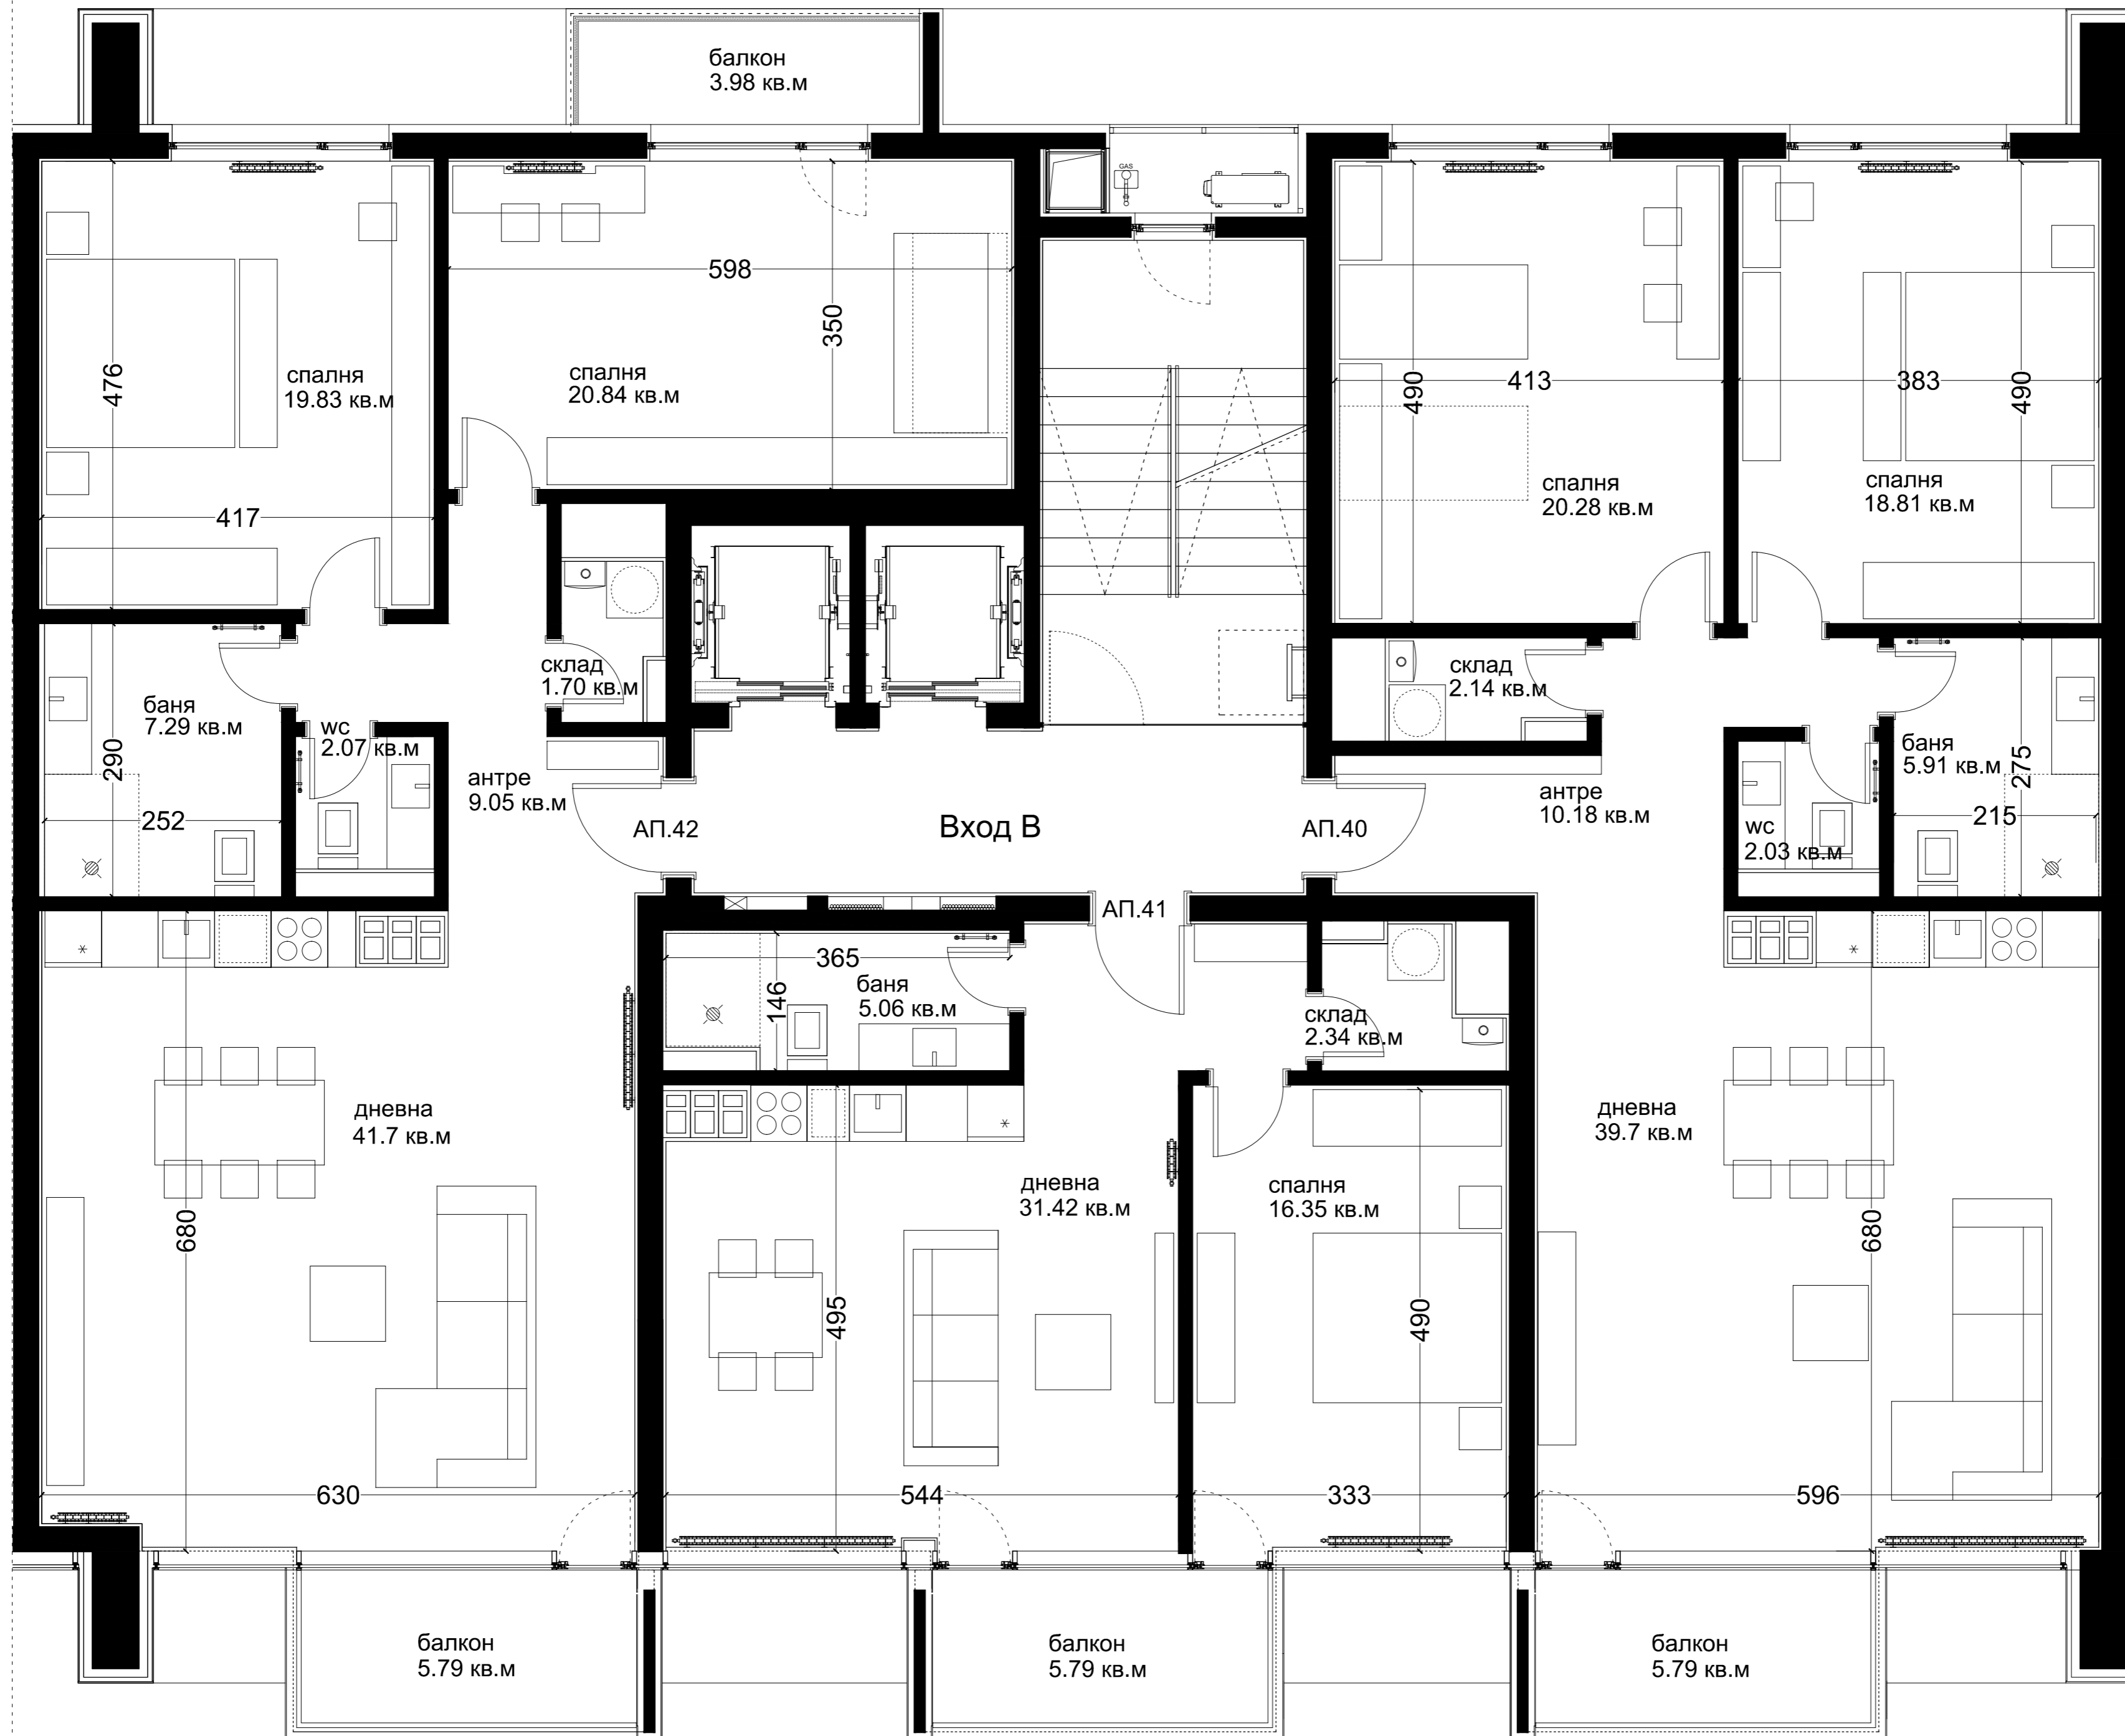 балкон
3.98 кв.м
GAS
598
350
476
спалня
19.83 кв.м
спалня
20.84 кв.м
417
490
413
383
490
спалня
20.28 кв.м
спалня
18.81 кв.м
склад
1.70 кв.м
склад
2.14 кв.м
баня
7.29 кв.м
290
252
wc
2.07 кв.м
антре
9.05 кв.м
АП.42
Вход В
АП.40
антре
10.18 кв.м
wc
2.03 кв.м
баня
5.91 кв.м
275
215
АП.41
365
146
баня
5.06 кв.м
склад
2.34 кв.м
дневна
41.7 кв.м
680
630
дневна
31.42 кв.м
495
544
спалня
16.35 кв.м
490
333
дневна
39.7 кв.м
680
596
балкон
5.79 кв.м
балкон
5.79 кв.м
балкон
5.79 кв.м